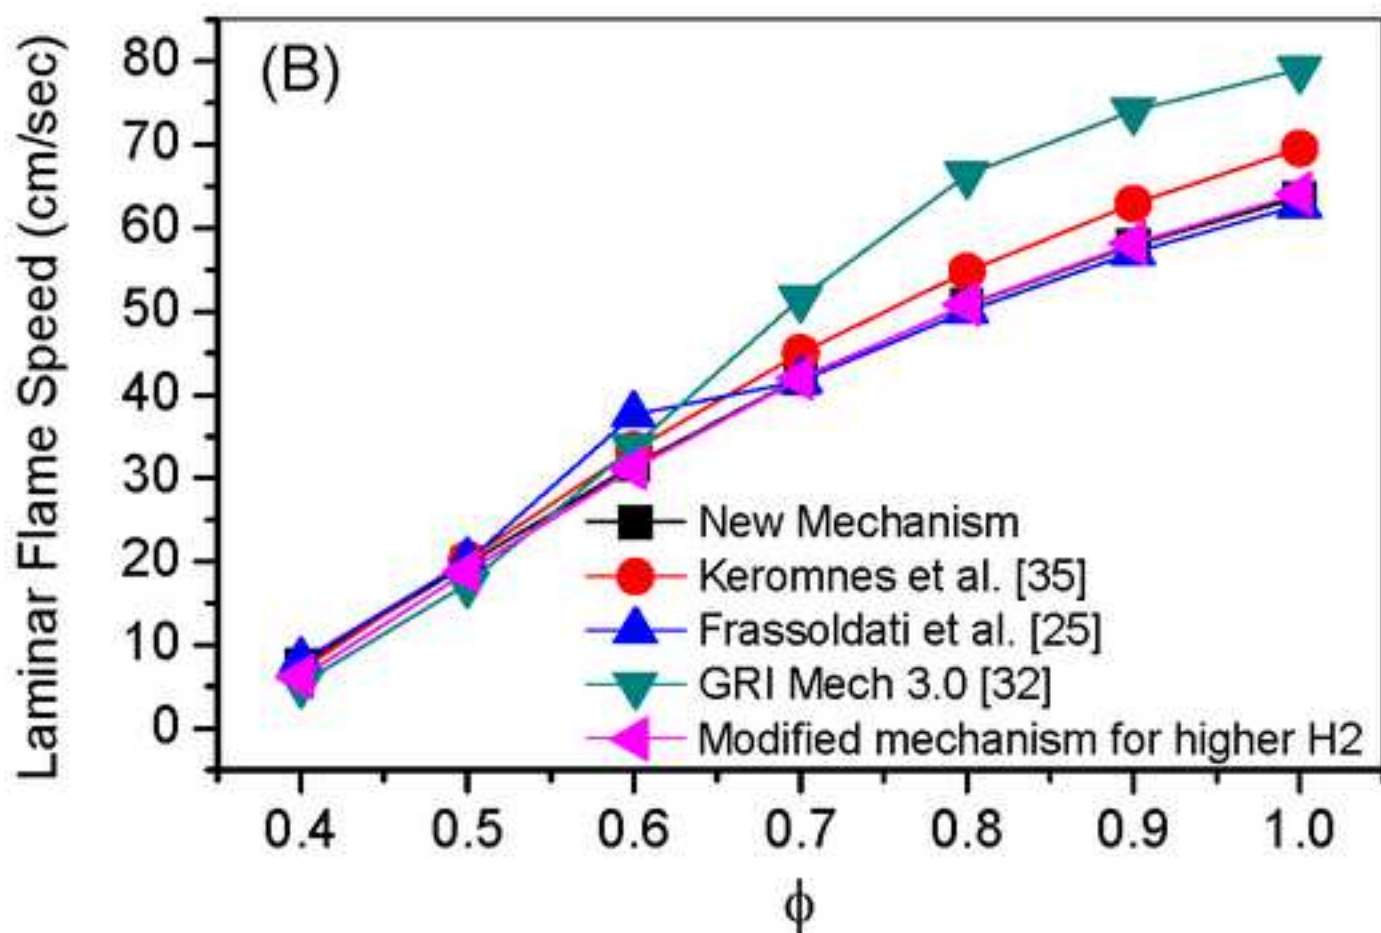 (B)
Laminar Flame Speed (cm/sec)
80
70
60
50
40
30
20
10
0
New Mechanism
Keromnes et al. [35]
Frassoldati et al. [25]
GRI Mech 3.0 [32]
Modified mechanism for higher H2
0.4 0.5 0.6 0.7 0.8 0.9 1.0
ϕ